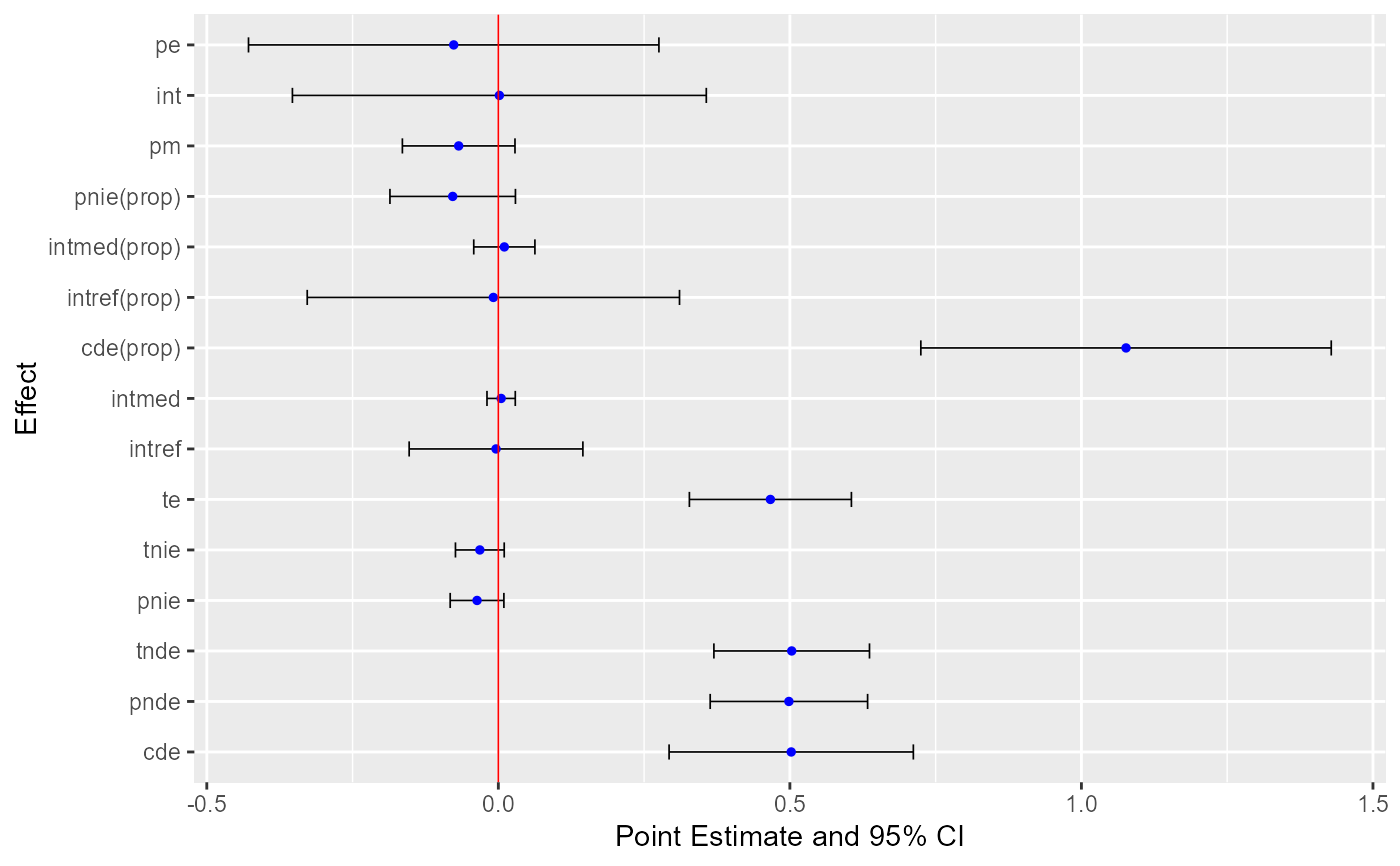 pe
int
pm
pnie(prop)
intmed(prop)
intref(prop)
cde(prop)
intmed
intref
te
tnie
pnie
tnde
pnde
cde
Effect
-0.5 0.0 0.5 1.0 1.5
Point Estimate and 95% CI